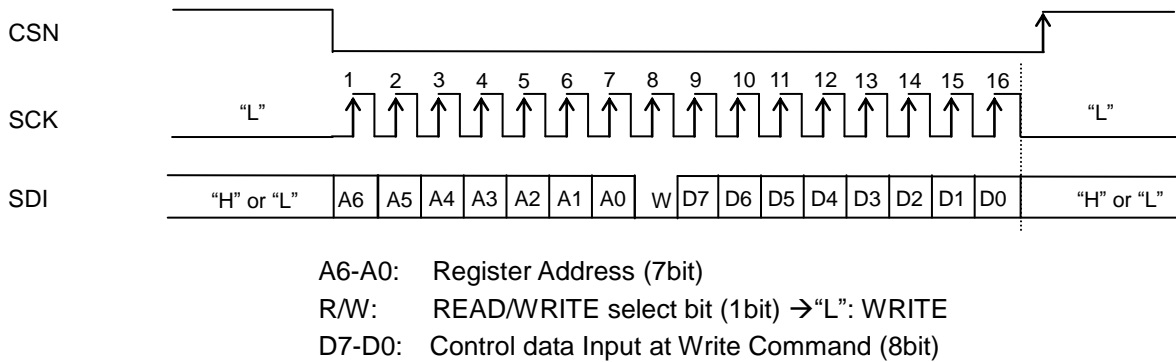 CSN
1 2 3 4 5 6 7 8 9 10 11 12 13 14 15 16
SCK “L” “L”
SDI “H” or “L” A6 A5 A4 A3 A2 A1 A0 W D7 D6 D5 D4 D3 D2 D1 D0 “H” or “L”
A6-A0: Register Address (7bit)
R/W: READ/WRITE select bit (1bit) →“L”: WRITE
D7-D0: Control data Input at Write Command (8bit)